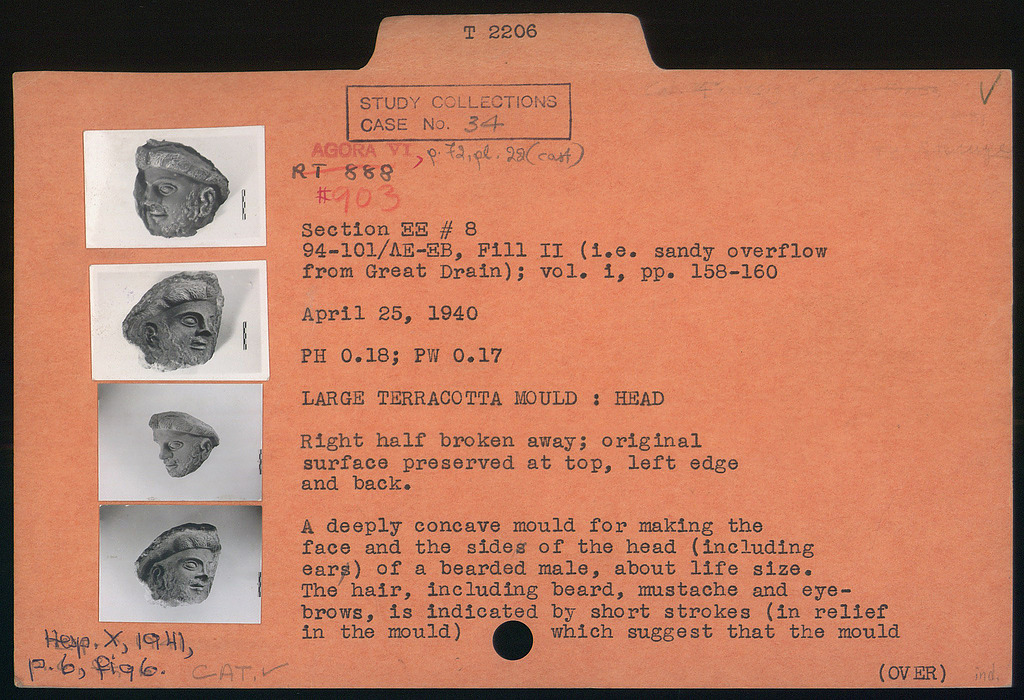 T 2206
STUDY COLLECTIONS
CASE No. 34
AGORA VI, p. 72, pl. 22 (cast)
RT 888
#903
Section EE # 8
94-101/ΛE-EB, Fill II (i.e. sandy overflow
from Great Drain); vol. i, pp. 158-160
April 25, 1940
PH 0.18; PW 0.17
LARGE TERRACOTTA MOULD : HEAD
Right half broken away; original
surface preserved at top, left edge
and back.
A deeply concave mould for making the
face and the sides of the head (including
ears) of a bearded male, about life size.
The hair, including beard, mustache and eye-
brows, is indicated by short strokes (in relief
in the mould) which suggest that the mould
Hesp. X, 1941,
p. 6, fig 6.
CAT. ✓
(OVER)
ind.